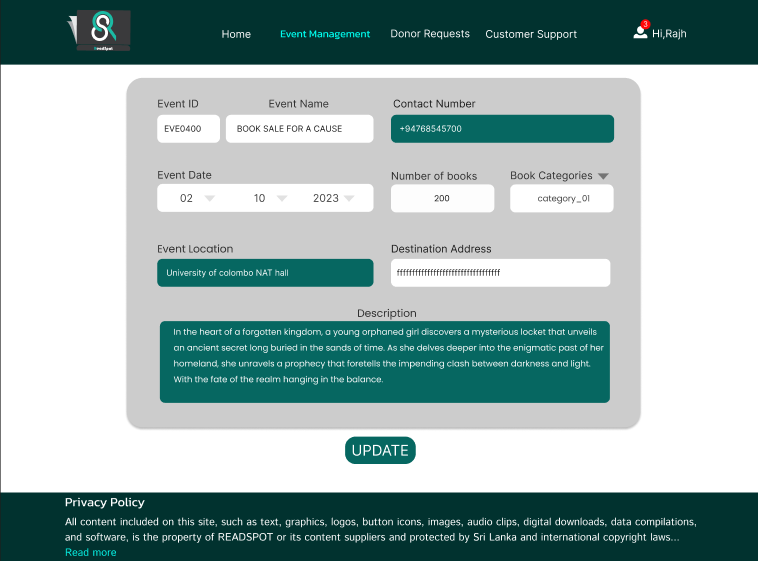 ReadSpot
Home Event Management Donor Requests Customer Support 3 Hi,Rajh
Event ID Event Name Contact Number
EVE0400 BOOK SALE FOR A CAUSE +94768545700
Event Date Number of books Book Categories
02 10 2023 200 category_01
Event Location Destination Address
University of colombo NAT hall ffffffffffffffffffffffffffffffffff
Description
In the heart of a forgotten kingdom, a young orphaned girl discovers a mysterious locket that unveils
an ancient secret long buried in the sands of time. As she delves deeper into the enigmatic past of her
homeland, she unravels a prophecy that foretells the impending clash between darkness and light.
With the fate of the realm hanging in the balance.
UPDATE
Privacy Policy
All content included on this site, such as text, graphics, logos, button icons, images, audio clips, digital downloads, data compilations,
and software, is the property of READSPOT or its content suppliers and protected by Sri Lanka and international copyright laws...
Read more